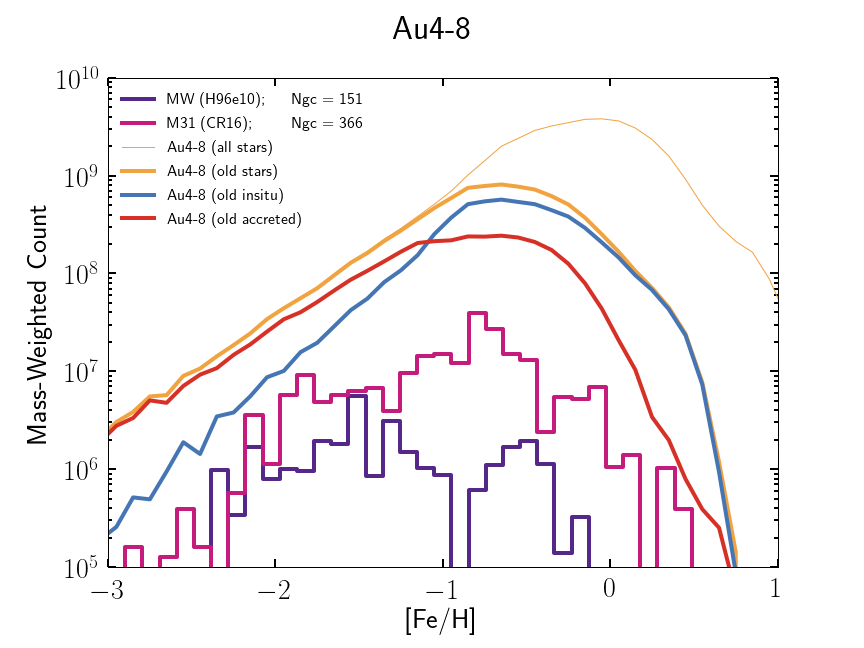 Au4-8
10^10
10^9
10^8
10^7
10^6
10^5
Mass-Weighted Count
MW (H96e10); Ngc = 151
M31 (CR16); Ngc = 366
Au4-8 (all stars)
Au4-8 (old stars)
Au4-8 (old insitu)
Au4-8 (old accreted)
−3 −2 −1 0 1
[Fe/H]